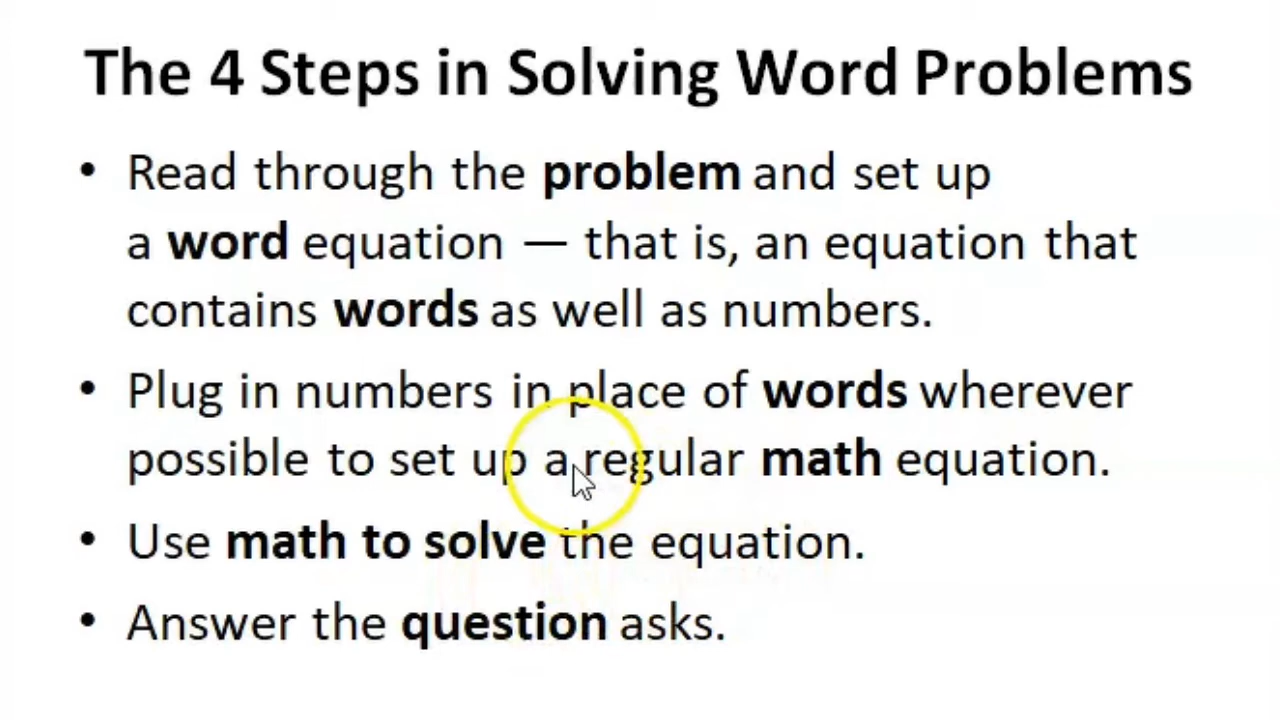 The 4 Steps in Solving Word Problems
• Read through the problem and set up
a word equation — that is, an equation that
contains words as well as numbers.
• Plug in numbers in place of words wherever
possible to set up a regular math equation.
• Use math to solve the equation.
• Answer the question asks.